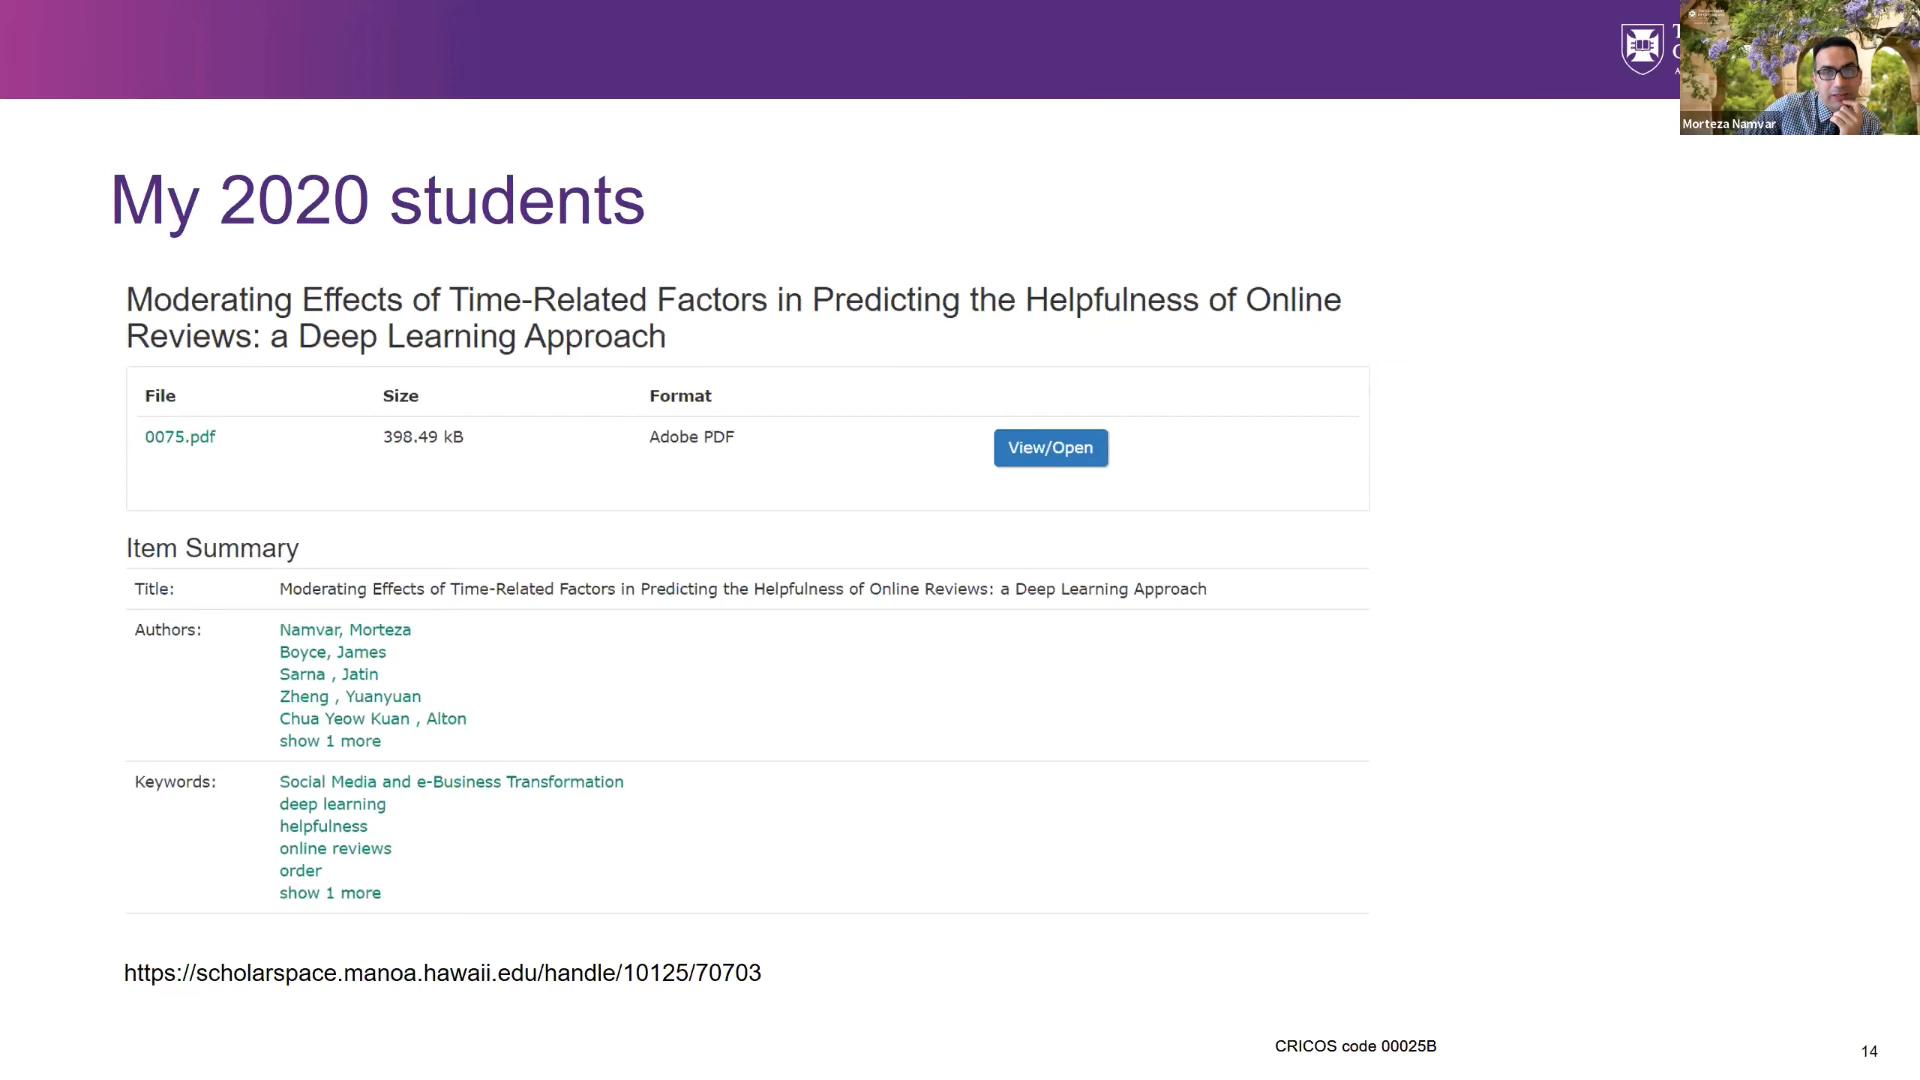 Morteza Namvar
My 2020 students
Moderating Effects of Time-Related Factors in Predicting the Helpfulness of Online
Reviews: a Deep Learning Approach
File Size Format
0075.pdf 398.49 kB Adobe PDF View/Open
Item Summary
Title: Moderating Effects of Time-Related Factors in Predicting the Helpfulness of Online Reviews: a Deep Learning Approach
Authors: Namvar, Morteza
Boyce, James
Sarna , Jatin
Zheng , Yuanyuan
Chua Yeow Kuan , Alton
show 1 more
Keywords: Social Media and e-Business Transformation
deep learning
helpfulness
online reviews
order
show 1 more
https://scholarspace.manoa.hawaii.edu/handle/10125/70703
CRICOS code 00025B
14